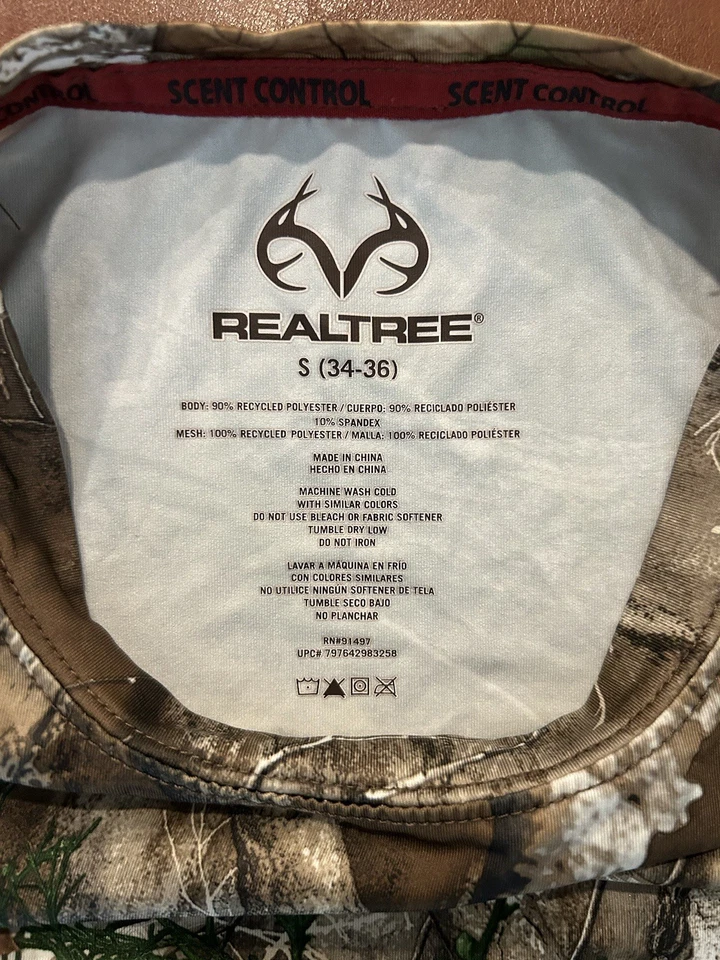 CONTROL SCENT CONTROL SCENT CONTROL
REALTREE®
S (34-36)
BODY: 90% RECYCLED POLYESTER / CUERPO: 90% RECICLADO POLIÉSTER
10% SPANDEX
MESH: 100% RECYCLED POLYESTER / MALLA: 100% RECICLADO POLIÉSTER
MADE IN CHINA
HECHO EN CHINA
MACHINE WASH COLD
WITH SIMILAR COLORS
DO NOT USE BLEACH OR FABRIC SOFTENER
TUMBLE DRY LOW
DO NOT IRON
LAVAR A MÁQUINA EN FRÍO
CON COLORES SIMILARES
NO UTILICE NINGÚN SOFTENER DE TELA
TUMBLE SECO BAJO
NO PLANCHAR
RN#91497
UPC# 797642983258